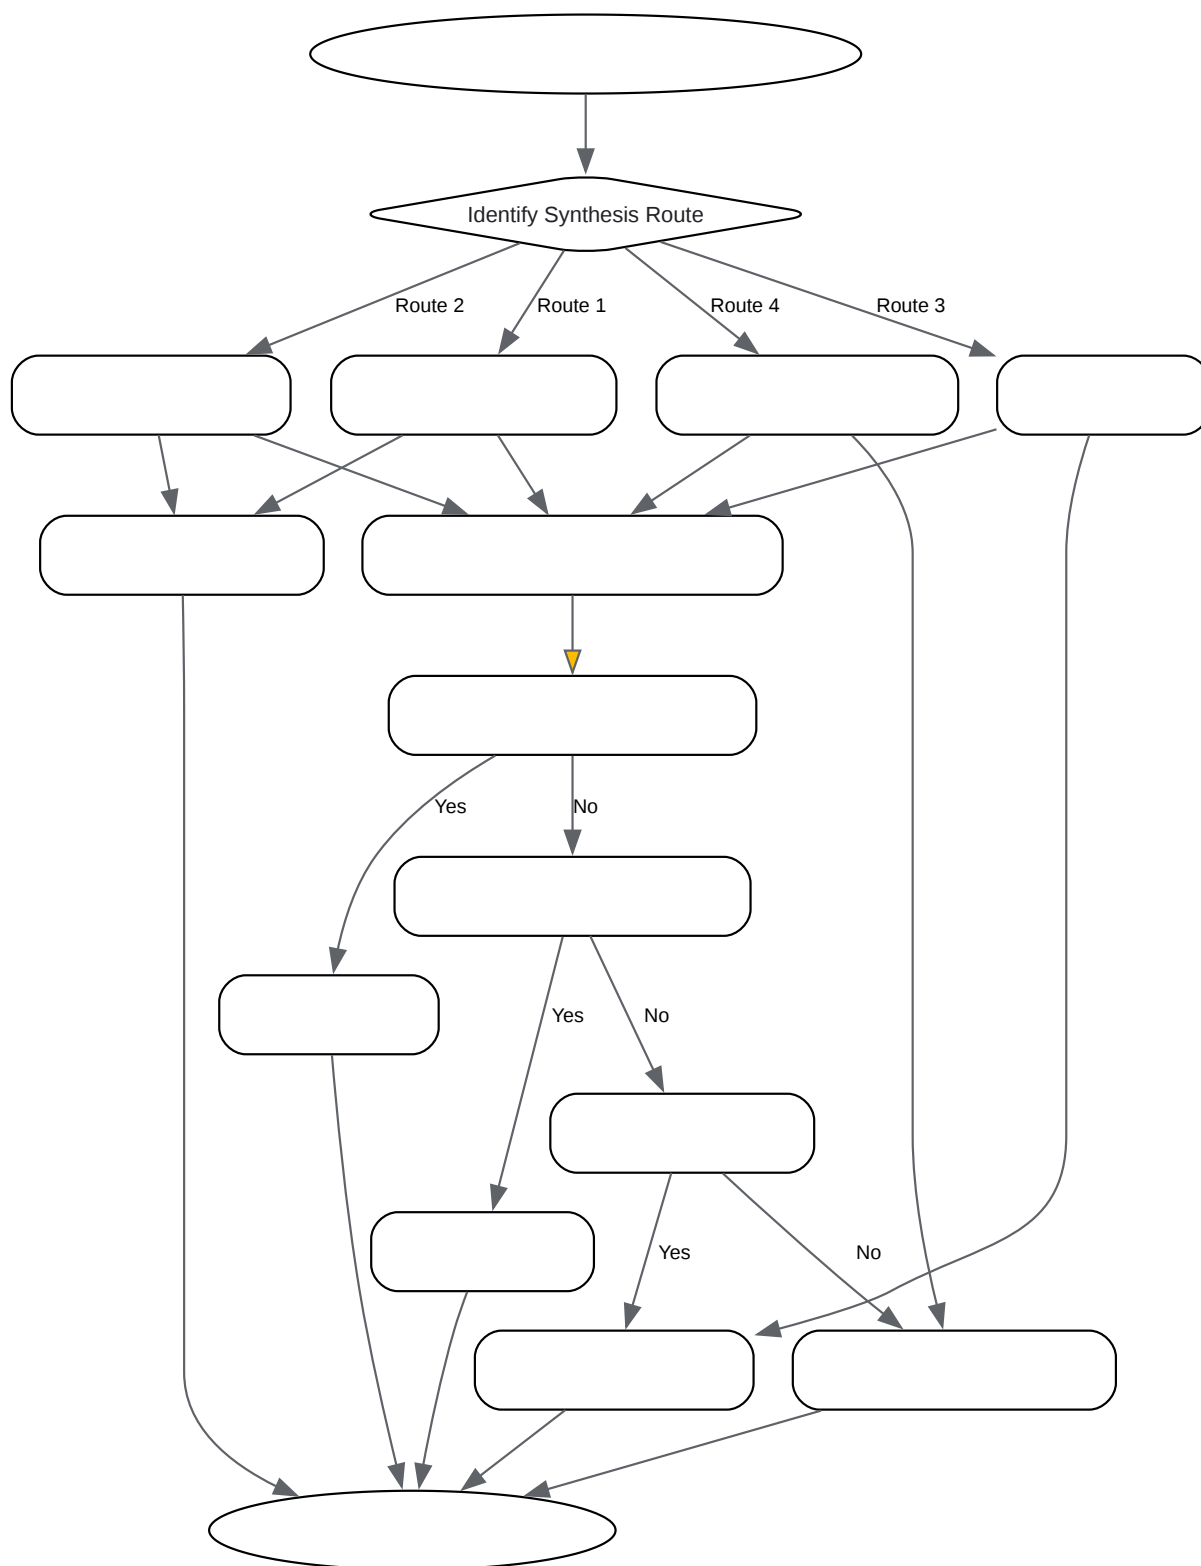 Identify Synthesis Route
Route 2
Route 1
Route 4
Route 3
Yes
No
Yes
No
Yes
No